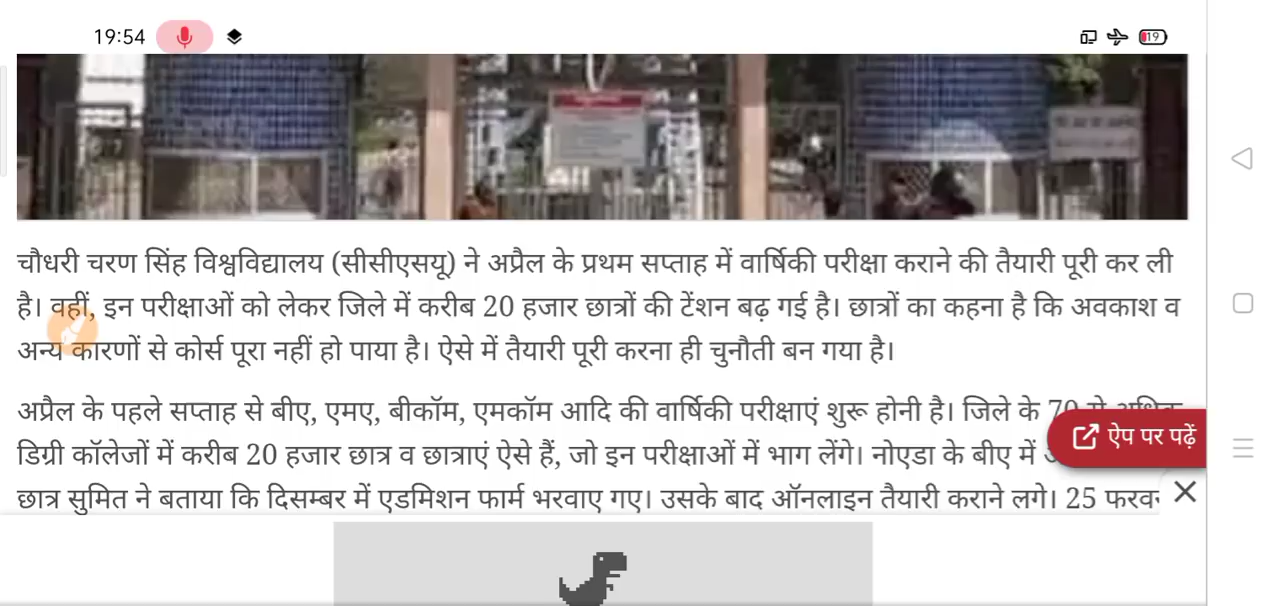 19:54
19
चौधरी चरण सिंह विश्वविद्यालय (सीसीएसयू) ने अप्रैल के प्रथम सप्ताह में वार्षिकी परीक्षा कराने की तैयारी पूरी कर ली
है। वहीं, इन परीक्षाओं को लेकर जिले में करीब 20 हजार छात्रों की टेंशन बढ़ गई है। छात्रों का कहना है कि अवकाश व
अन्य कारणों से कोर्स पूरा नहीं हो पाया है। ऐसे में तैयारी पूरी करना ही चुनौती बन गया है।
अप्रैल के पहले सप्ताह से बीए, एमए, बीकॉम, एमकॉम आदि की वार्षिकी परीक्षाएं शुरू होनी है। जिले के 70 से अधिक
ऐप पर पढ़ें
डिग्री कॉलेजों में करीब 20 हजार छात्र व छात्राएं ऐसे हैं, जो इन परीक्षाओं में भाग लेंगे। नोएडा के बीए में
छात्र सुमित ने बताया कि दिसम्बर में एडमिशन फार्म भरवाए गए। उसके बाद ऑनलाइन तैयारी कराने लगे। 25